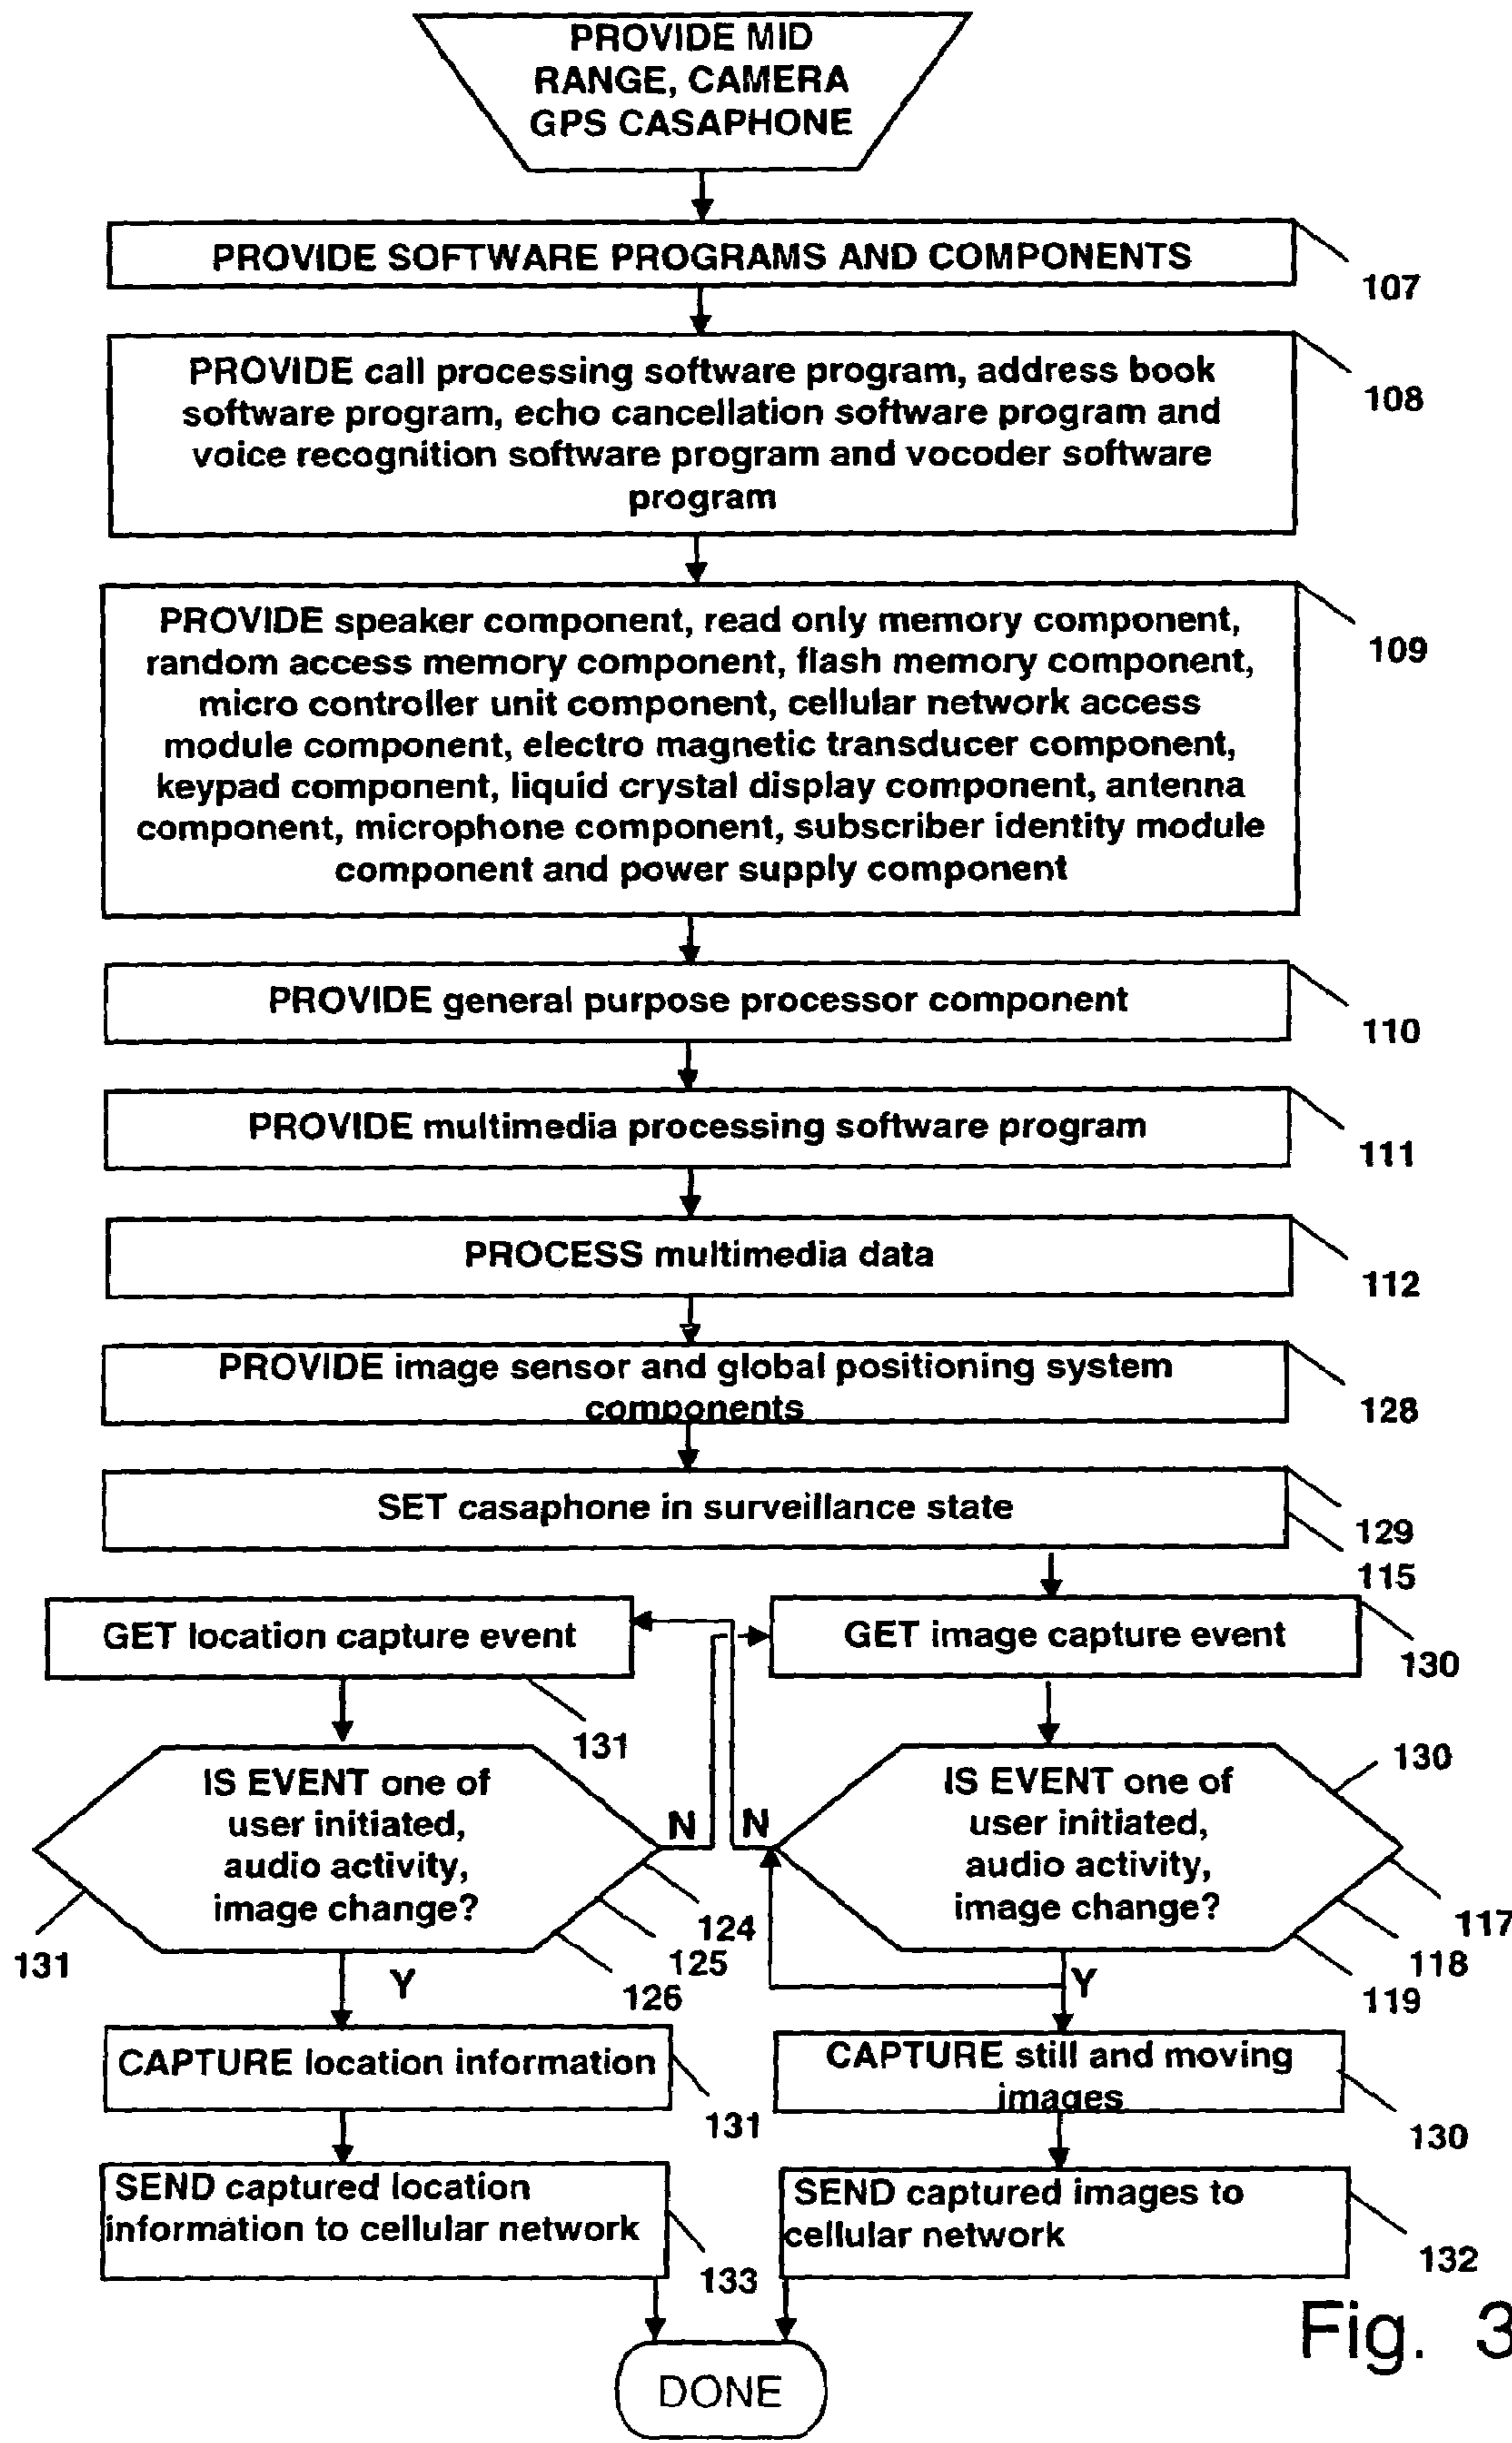 PROVIDE MID
RANGE, CAMERA
GPS CASAPHONE
PROVIDE SOFTWARE PROGRAMS AND COMPONENTS
107
PROVIDE call processing software program, address book
software program, echo cancellation software program and
voice recognition software program and vocoder software
program
108
PROVIDE speaker component, read only memory component,
random access memory component, flash memory component,
micro controller unit component, cellular network access
module component, electro magnetic transducer component,
keypad component, liquid crystal display component, antenna
component, microphone component, subscriber identity module
component and power supply component
109
PROVIDE general purpose processor component
110
PROVIDE multimedia processing software program
111
PROCESS multimedia data
112
PROVIDE image sensor and global positioning system
components
128
SET casaphone in surveillance state
129
115
GET location capture event
131
GET image capture event
130
IS EVENT one of
user initiated,
audio activity,
image change?
N
131
124
125
126
Y
IS EVENT one of
user initiated,
audio activity,
image change?
N
130
117
118
119
Y
CAPTURE location information
131
CAPTURE still and moving
images
130
SEND captured location
information to cellular network
133
SEND captured images to
cellular network
132
DONE
Fig. 3